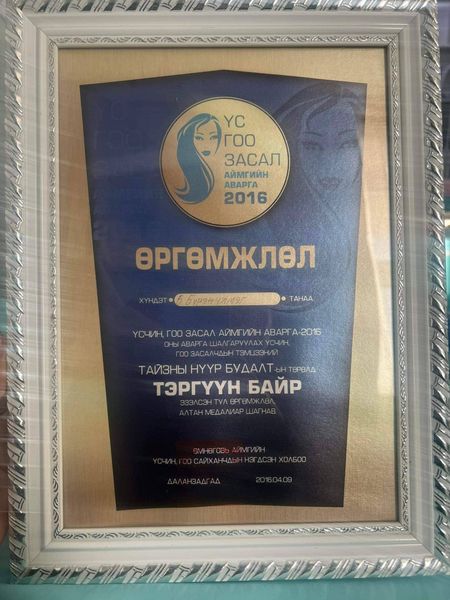 ҮС
ГОО
ЗАСАЛ
АЙМГИЙН
АВАРГА
2016
ӨРГӨМЖЛӨЛ
ХҮНДЭТ ТАНАА
ҮСЧИН, ГОО ЗАСАЛ АЙМГИЙН АВАРГА-2016
ОНЫ АВАРГА ШАЛГАРУУЛАХ ҮСЧИН,
ГОО ЗАСАЛЧДЫН ТЭМЦЭЭНИЙ
ТАЙЗНЫ НҮҮР БУДАЛТ-ЫН ТӨРӨЛД
ТЭРГҮҮН БАЙР
ЭЗЭЛСЭН ТУЛ ӨРГӨМЖЛӨЛ,
АЛТАН МЕДАЛИАР ШАГНАВ.
ӨМНӨГОВЬ АЙМГИЙН
ҮСЧИН, ГОО САЙХАНЧДЫН НЭГДСЭН ХОЛБОО
ДАЛАНЗАДГАД 2016.04.09